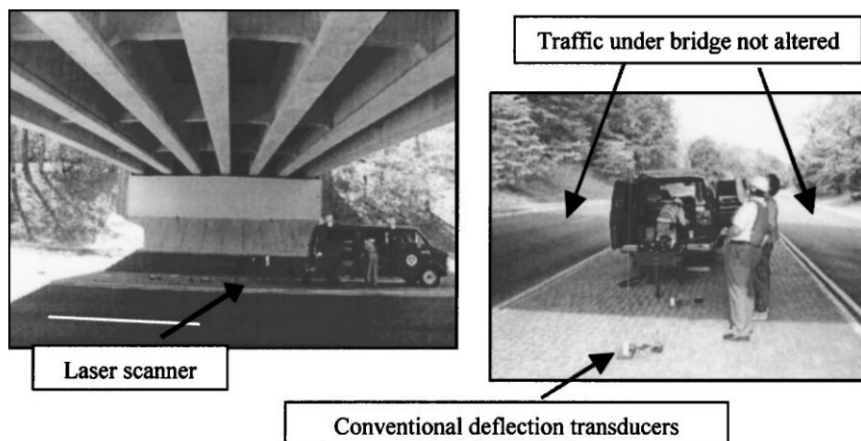 Traffic under bridge not altered
Laser scanner
Conventional deflection transducers